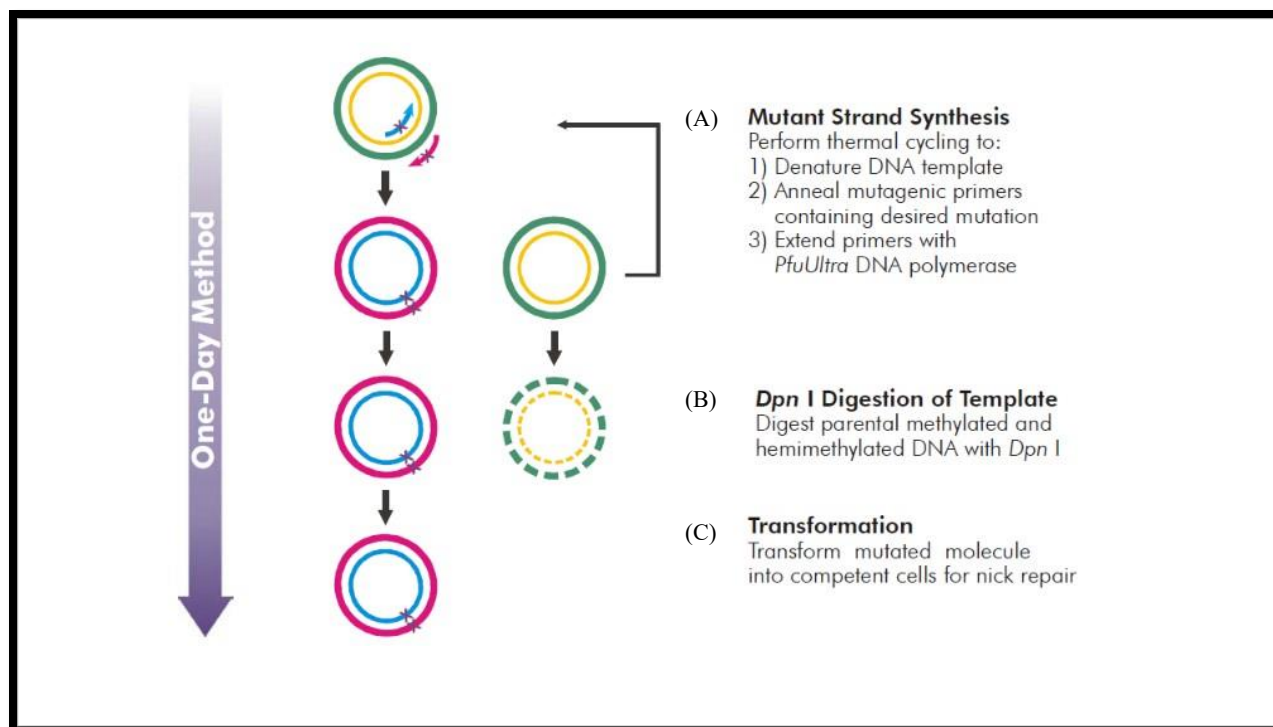 One-Day Method
(A) Mutant Strand Synthesis
Perform thermal cycling to:
1) Denature DNA template
2) Anneal mutagenic primers
containing desired mutation
3) Extend primers with
PfuUltra DNA polymerase
(B) Dpn I Digestion of Template
Digest parental methylated and
hemimethylated DNA with Dpn I
(C) Transformation
Transform mutated molecule
into competent cells for nick repair